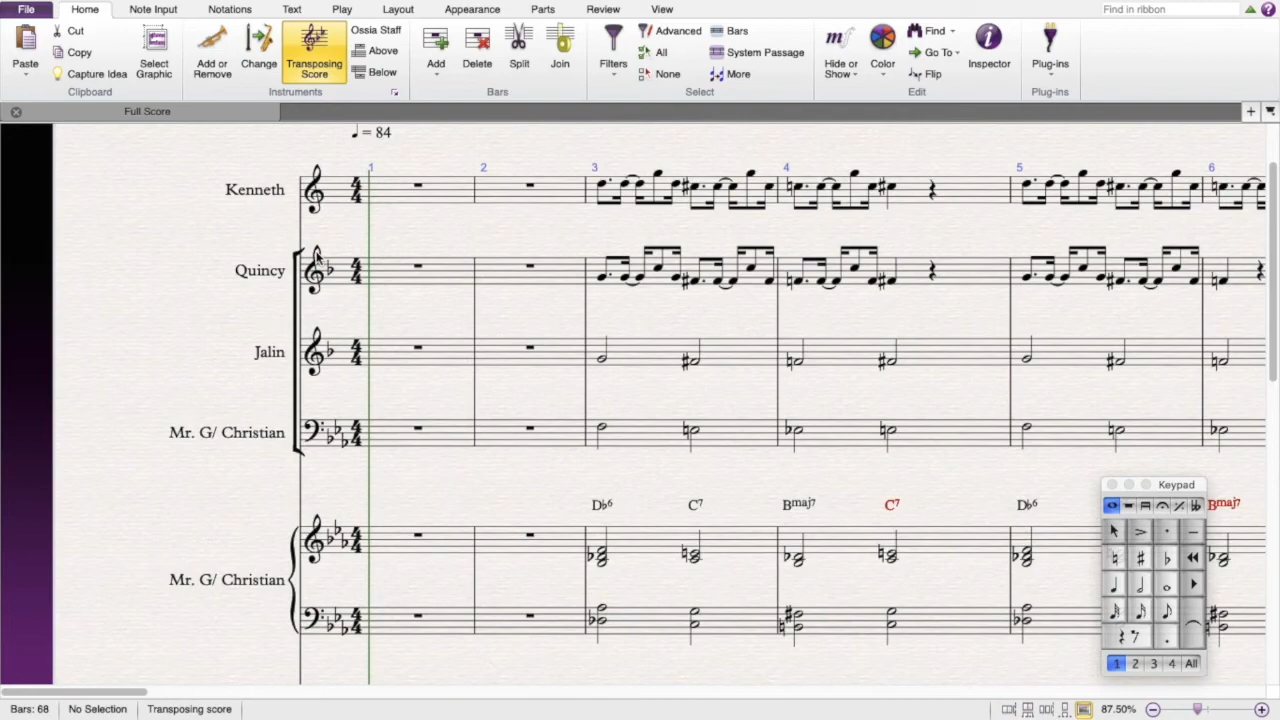 File Home Note Input Notations Text Play Layout Appearance Parts Review View Find in ribbon
Paste
Cut
Copy
Capture Idea
Select Graphic
Clipboard
Add or Remove
Change
Transposing Score
Ossia Staff
Above
Below
Instruments
Add
Delete
Split
Join
Bars
Filters
Advanced
All
None
Bars
System Passage
More
Select
Hide or Show
Color
Find
Go To
Flip
Edit
Inspector
Plug-ins
Plug-ins
Full Score
= 84
1 2 3 4 5 6
Kenneth
Quincy
Jalin
Mr. G/ Christian
D♭6 C7 Bmaj7 C7 D♭6 Bmaj7
Mr. G/ Christian
Keypad
1 2 3 4 All
Bars: 68 No Selection Transposing score 87.50%